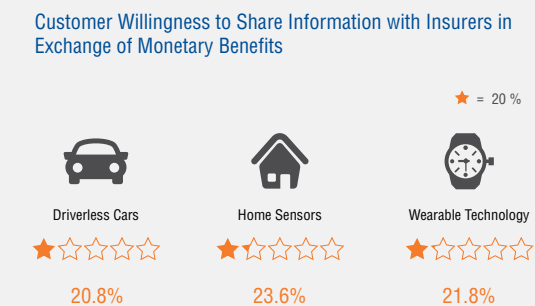 Customer Willingness to Share Information with Insurers in
Exchange of Monetary Benefits
= 20 %
Driverless Cars
Home Sensors
Wearable Technology
20.8%
23.6%
21.8%